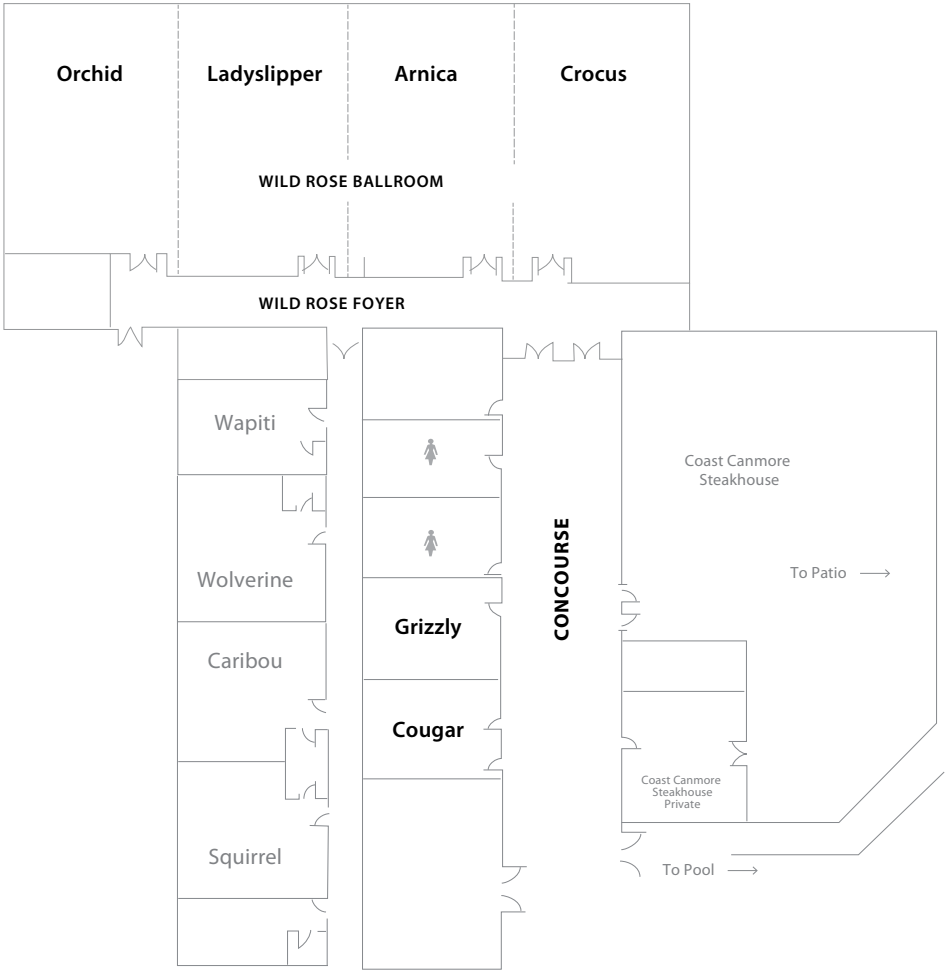 Orchid
Ladyslipper
Arnica
Crocus
WILD ROSE BALLROOM
WILD ROSE FOYER
Wapiti
Coast Canmore
Steakhouse
CONCOURSE
To Patio
Wolverine
Grizzly
Caribou
Cougar
Coast Canmore
Steakhouse
Private
Squirrel
To Pool